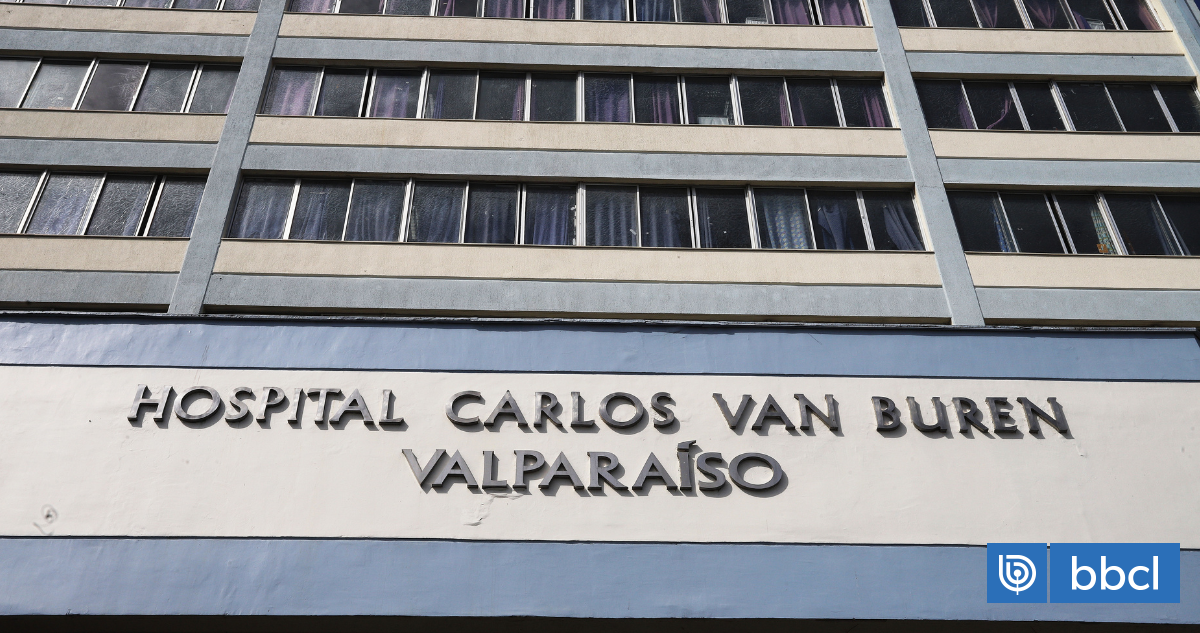 HOSPITAL CARLOS VAN BUREN
VALPARAÍSO
bbcl